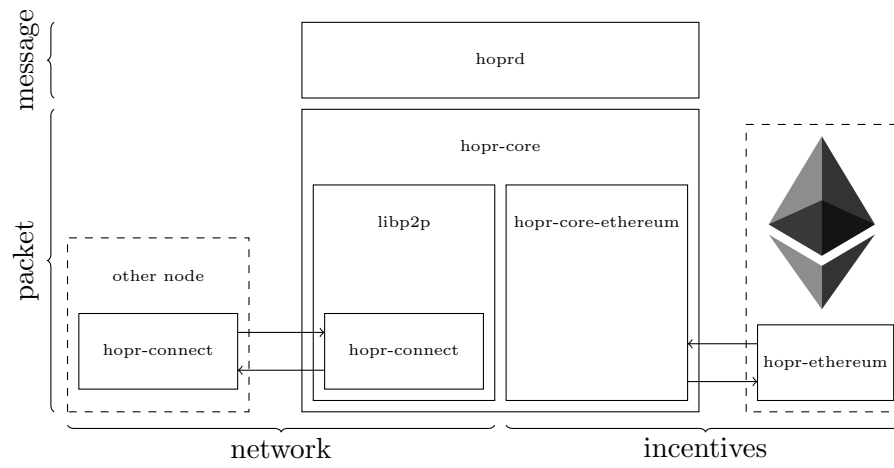 message
hoprd
packet
hopr-core
libp2p
hopr-core-ethereum
other node
hopr-connect
hopr-connect
hopr-ethereum
network
incentives